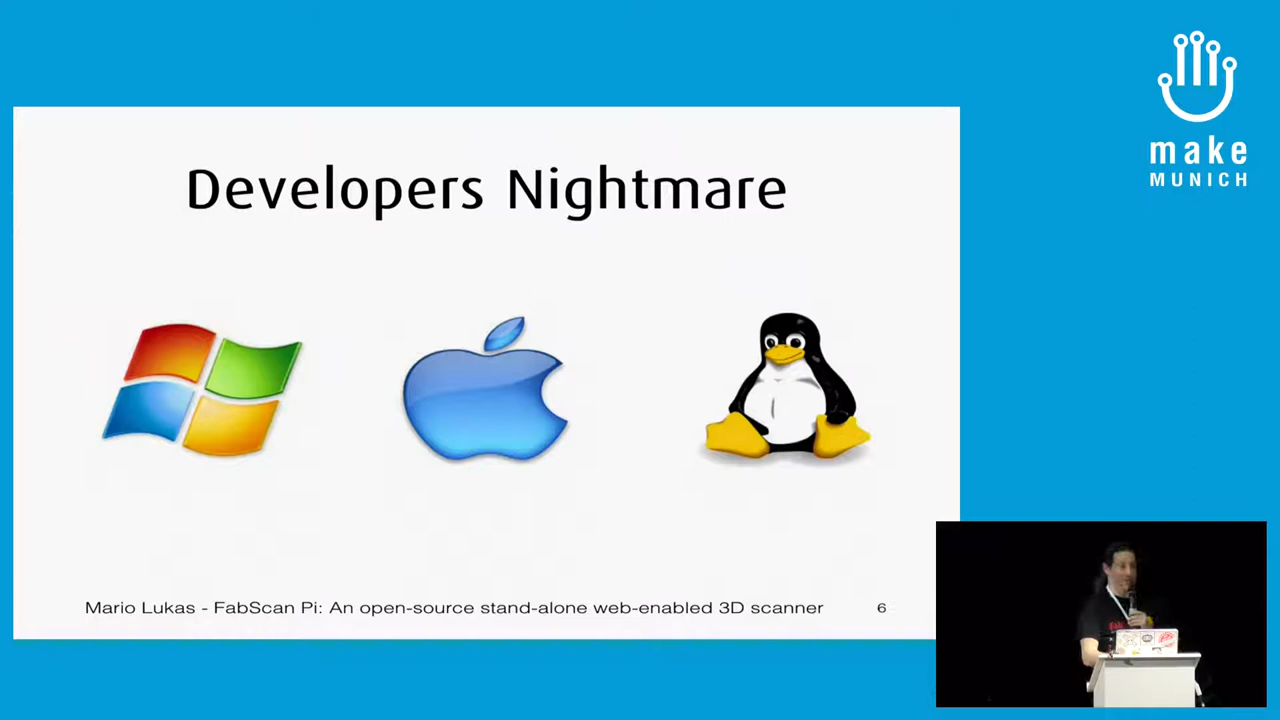 make
MUNICH
Developers Nightmare
Mario Lukas - FabScan Pi: An open-source stand-alone web-enabled 3D scanner 6